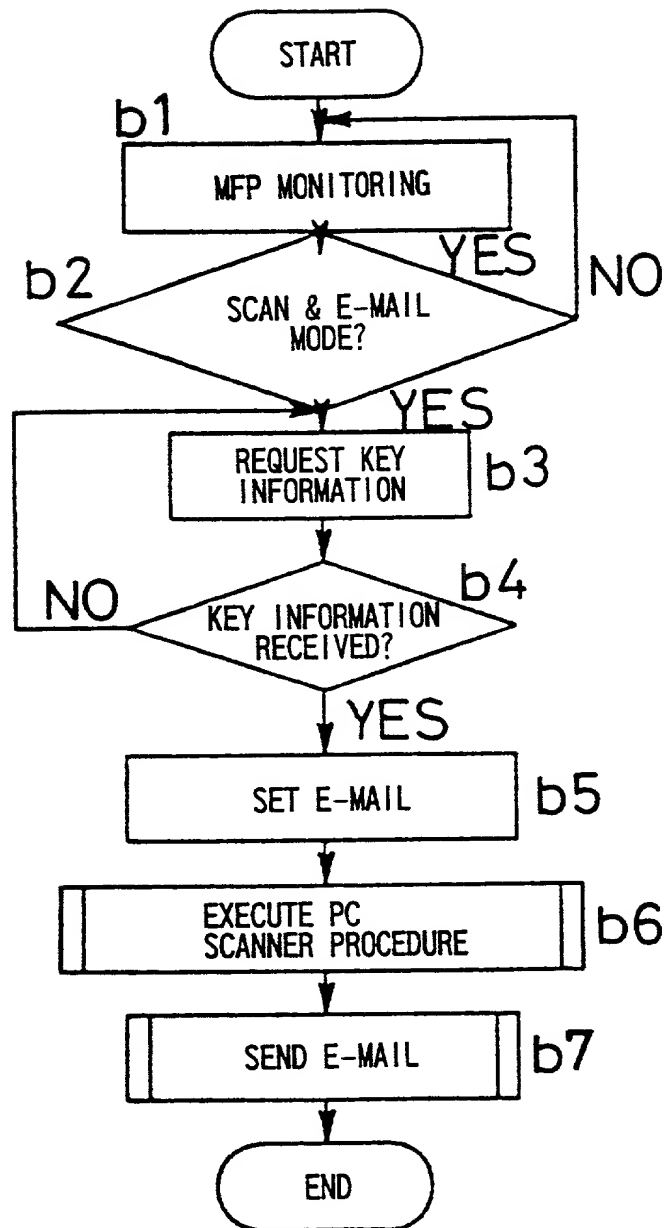 START
b1
MFP MONITORING
YES
b2
NO
SCAN & E-MAIL
MODE?
YES
REQUEST KEY
INFORMATION
b3
b4
NO
KEY INFORMATION
RECEIVED?
YES
SET E-MAIL
b5
EXECUTE PC
SCANNER PROCEDURE
b6
SEND E-MAIL
b7
END